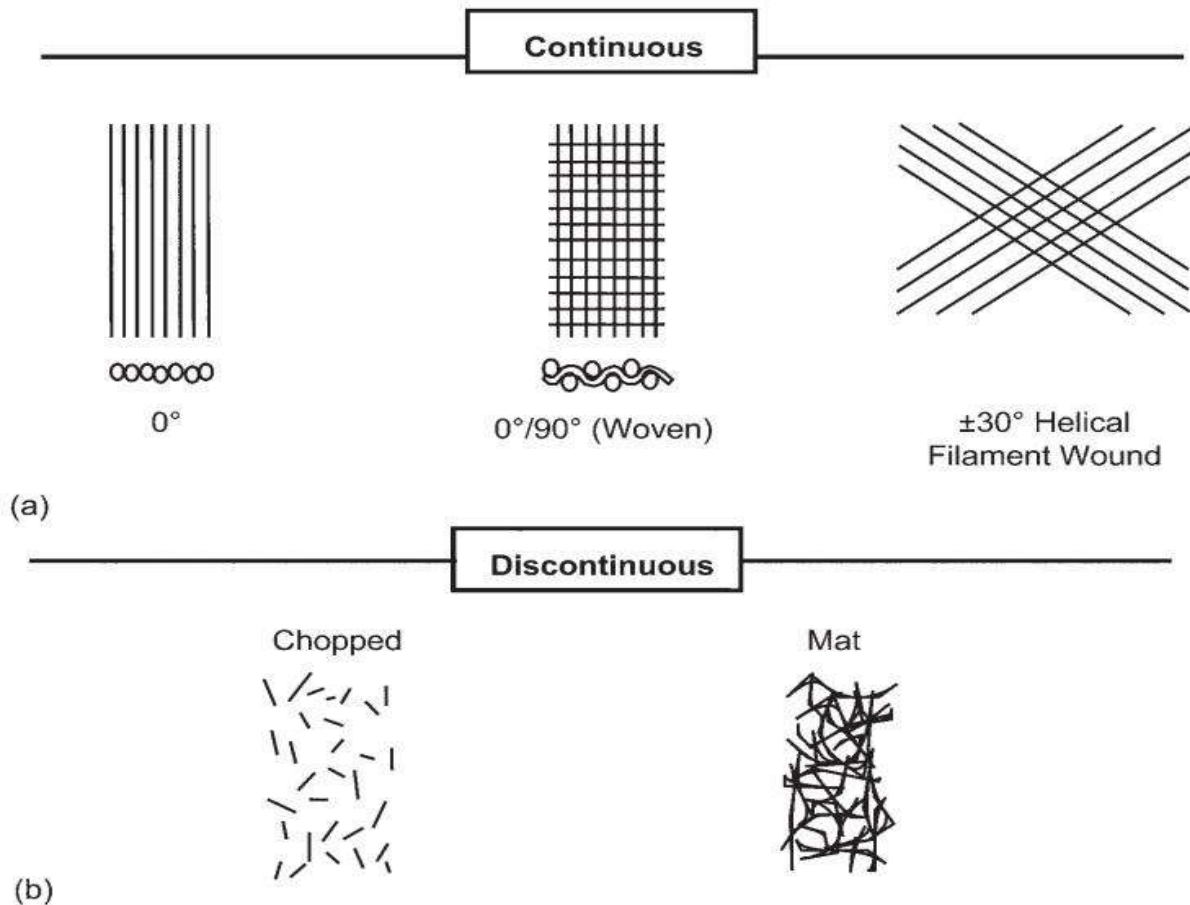 Continuous
0°
0°/90° (Woven)
±30° Helical
Filament Wound
(a)
Discontinuous
Chopped
Mat
(b)